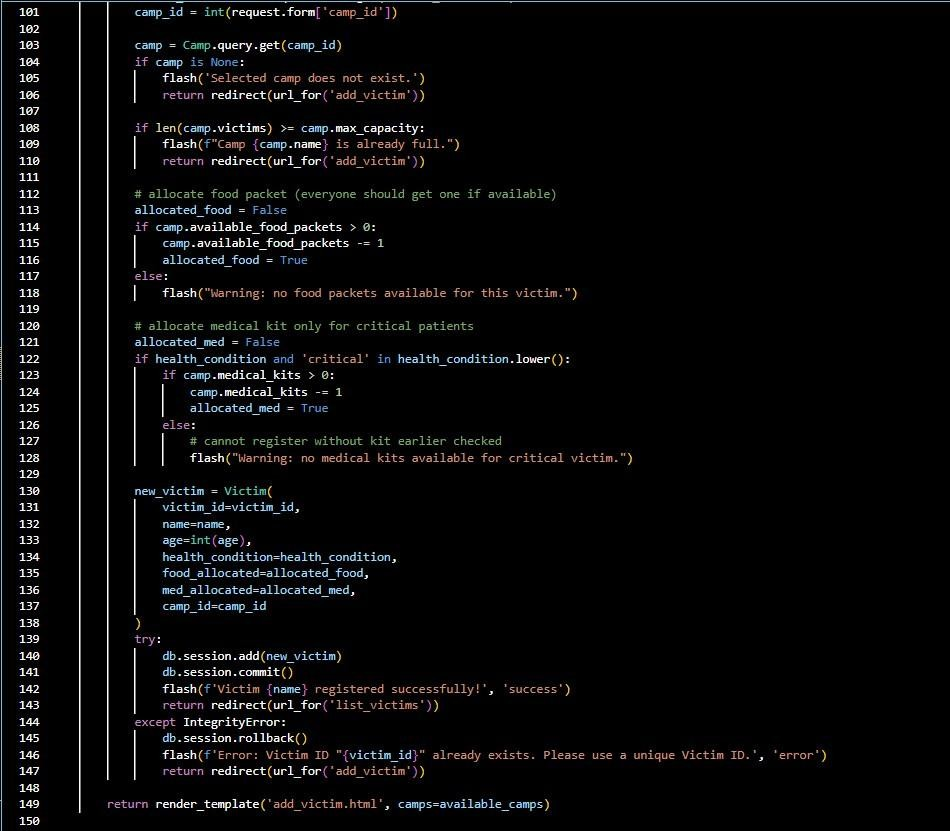 101 camp_id = int(request.form['camp_id'])
102
103 camp = Camp.query.get(camp_id)
104 if camp is None:
105 flash('Selected camp does not exist.')
106 return redirect(url_for('add_victim'))
107
108 if len(camp.victims) >= camp.max_capacity:
109 flash(f"Camp {camp.name} is already full.")
110 return redirect(url_for('add_victim'))
111
112 # allocate food packet (everyone should get one if available)
113 allocated_food = False
114 if camp.available_food_packets > 0:
115 camp.available_food_packets -= 1
116 allocated_food = True
117 else:
118 flash("Warning: no food packets available for this victim.")
119
120 # allocate medical kit only for critical patients
121 allocated_med = False
122 if health_condition and 'critical' in health_condition.lower():
123 if camp.medical_kits > 0:
124 camp.medical_kits -= 1
125 allocated_med = True
126 else:
127 # cannot register without kit earlier checked
128 flash("Warning: no medical kits available for critical victim.")
129
130 new_victim = Victim(
131 victim_id=victim_id,
132 name=name,
133 age=int(age),
134 health_condition=health_condition,
135 food_allocated=allocated_food,
136 med_allocated=allocated_med,
137 camp_id=camp_id
138 )
139 try:
140 db.session.add(new_victim)
141 db.session.commit()
142 flash(f'Victim {name} registered successfully!', 'success')
143 return redirect(url_for('list_victims'))
144 except IntegrityError:
145 db.session.rollback()
146 flash(f'Error: Victim ID "{victim_id}" already exists. Please use a unique Victim ID.', 'error')
147 return redirect(url_for('add_victim'))
148
149 return render_template('add_victim.html', camps=available_camps)
150